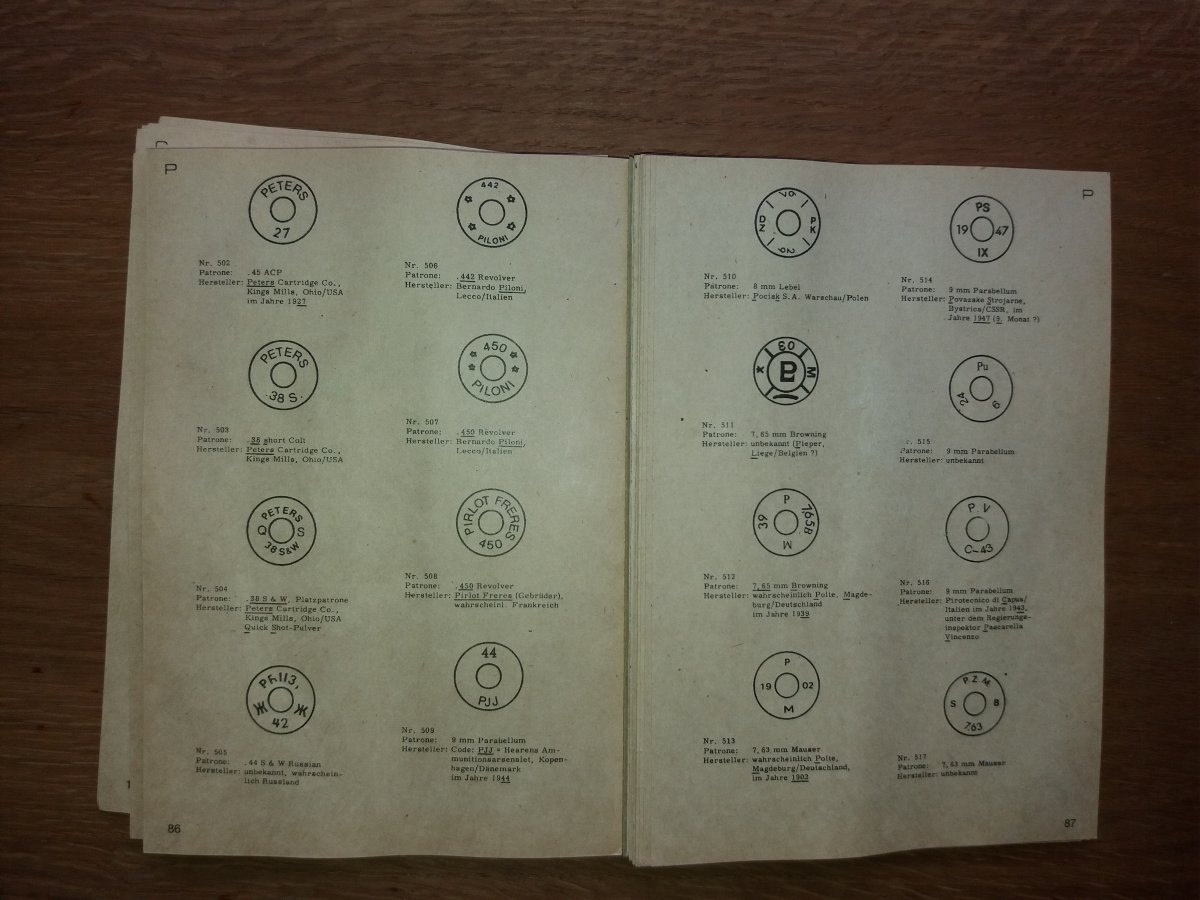 P
PETERS
27
Nr. 502
Patrone: .45 ACP
Hersteller: Peters Cartridge Co.,
Kings Mills, Ohio/USA
im Jahre 1927
PETERS
.38 S.
Nr. 503
Patrone: .38 short Colt
Hersteller: Peters Cartridge Co.,
Kings Mills, Ohio/USA
PETERS
Q S
38 S&W
Nr. 504
Patrone: .38 S & W, Platzpatrone
Hersteller: Peters Cartridge Co.,
Kings Mills, Ohio/USA
Quick Shot-Pulver
Ж Ж
42
Nr. 505
Patrone: .44 S & W Russian
Hersteller: unbekannt, wahrschein-
lich Russland
86
442
PILONI
Nr. 506
Patrone: .442 Revolver
Hersteller: Bernardo Piloni,
Lecco/Italien
450
PILONI
Nr. 507
Patrone: .450 Revolver
Hersteller: Bernardo Piloni,
Lecco/Italien
PIRLOT FRERES
450
Nr. 508
Patrone: .450 Revolver
Hersteller: Pirlot Freres (Gebrüder),
wahrscheinl. Frankreich
44
PJJ
Nr. 509
Patrone: 9 mm Parabellum
Hersteller: Code: PJJ = Hearens Am-
munitionsarsenalet, Kopen-
hagen/Dänemark
im Jahre 1944
P
PK
Nr. 510
Patrone: 8 mm Lebel
Hersteller: Pocisk S.A. Warschau/Polen
03
X M
Nr. 511
Patrone: 7,65 mm Browning
Hersteller: unbekannt (Pieper,
Liege/Belgien ?)
P
39 7,65B
M
Nr. 512
Patrone: 7,65 mm Browning
Hersteller: wahrscheinlich Polte, Magde-
burg/Deutschland
im Jahre 1939
P
19 02
M
Nr. 513
Patrone: 7,63 mm Mauser
Hersteller: wahrscheinlich Polte,
Magdeburg/Deutschland,
im Jahre 1902
PS
19 47
IX
Nr. 514
Patrone: 9 mm Parabellum
Hersteller: Povazske Strojarne,
Bystrica/CSSR, im
Jahre 1947 (9. Monat ?)
Pu
24 9
Nr. 515
Patrone: 9 mm Parabellum
Hersteller: unbekannt
P. V
C-43
Nr. 516
Patrone: 9 mm Parabellum
Hersteller: Pirotecnico di Capua/
Italien im Jahre 1943,
unter dem Regierungs-
inspektor Pascarella
Vincenzo
P.Z.M.
S B
7,63
Nr. 517
Patrone: 7,63 mm Mauser
Hersteller: unbekannt
87